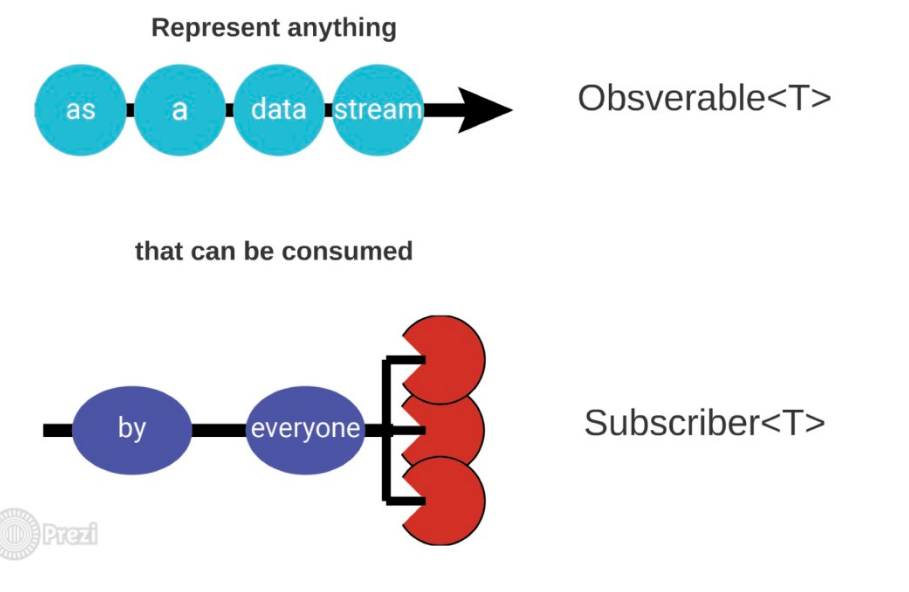 Represent anything
as a data stream
Obsverable<T>
that can be consumed
by everyone
Subscriber<T>
Prezi